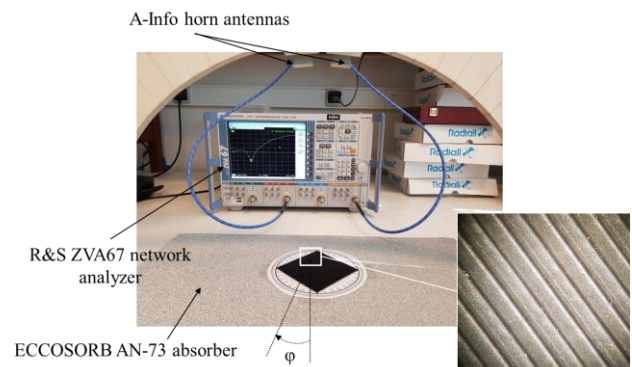 A-Info horn antennas
R&S ZVA67 network
analyzer
ECCOSORB AN-73 absorber
φ
Radiall
Radiall
Radiall
Radiall